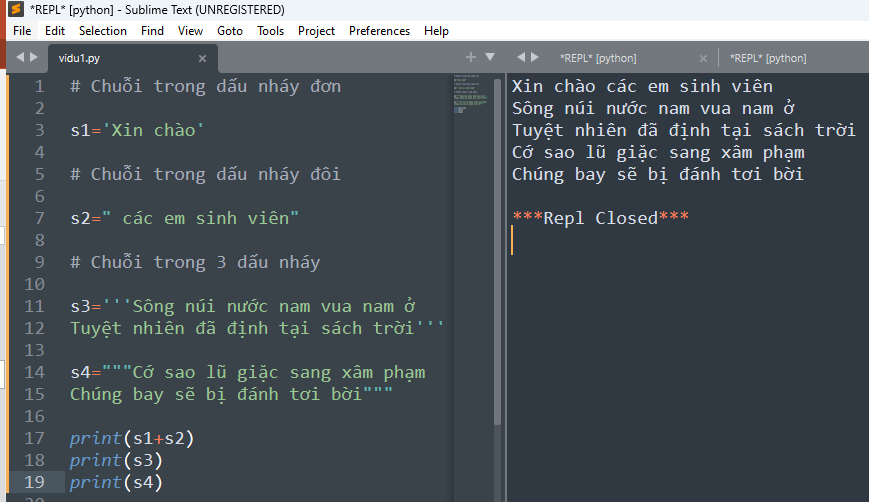 *REPL* [python] - Sublime Text (UNREGISTERED)
File Edit Selection Find View Goto Tools Project Preferences Help
vidu1.py
*REPL* [python]
*REPL* [python]
1 # Chuỗi trong dấu nháy đơn
2
3 s1='Xin chào'
4
5 # Chuỗi trong dấu nháy đôi
6
7 s2=" các em sinh viên"
8
9 # Chuỗi trong 3 dấu nháy
10
11 s3='''Sông núi nước nam vua nam ở
12 Tuyệt nhiên đã định tại sách trời'''
13
14 s4="""Cớ sao lũ giặc sang xâm phạm
15 Chúng bay sẽ bị đánh tơi bời"""
16
17 print(s1+s2)
18 print(s3)
19 print(s4)
Xin chào các em sinh viên
Sông núi nước nam vua nam ở
Tuyệt nhiên đã định tại sách trời
Cớ sao lũ giặc sang xâm phạm
Chúng bay sẽ bị đánh tơi bời
***Repl Closed***